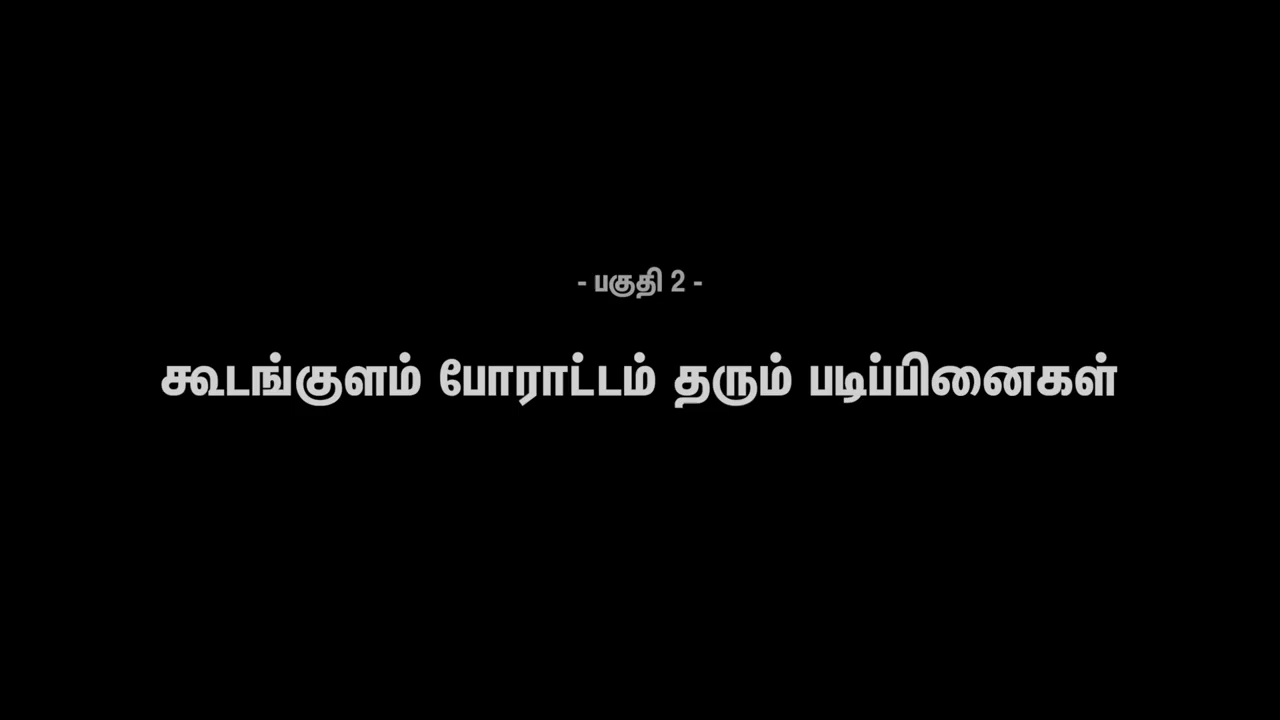 - பகுதி 2 -
கூடங்குளம் போராட்டம் தரும் படிப்பினைகள்